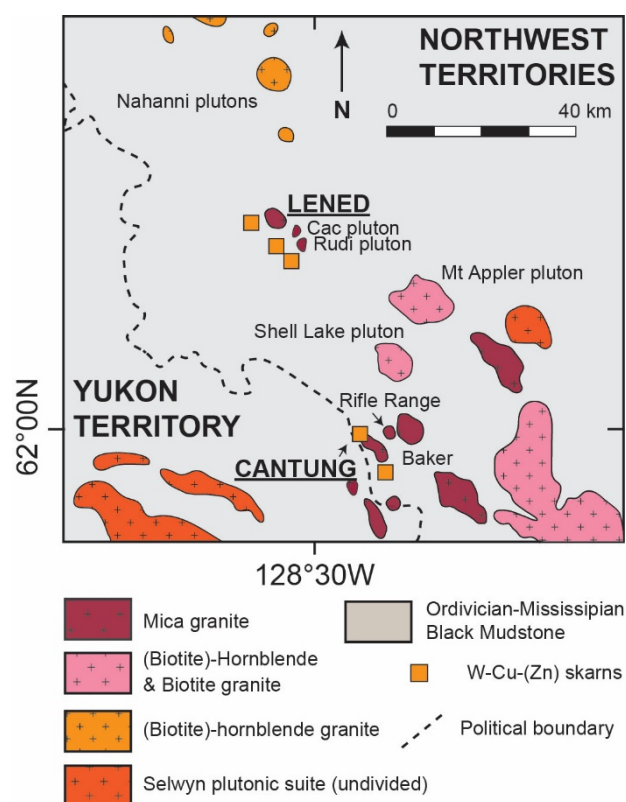 NORTHWEST
TERRITORIES
Nahanni plutons
N
0 40 km
LENED
Cac pluton
Rudi pluton
Mt Appler pluton
Shell Lake pluton
62°00N
YUKON
TERRITORY
Rifle Range
CANTUNG
Baker
128°30W
Mica granite
(Biotite)-Hornblende
& Biotite granite
(Biotite)-hornblende granite
Selwyn plutonic suite (undivided)
Ordivician-Missisipian
Black Mudstone
W-Cu-(Zn) skarns
Political boundary